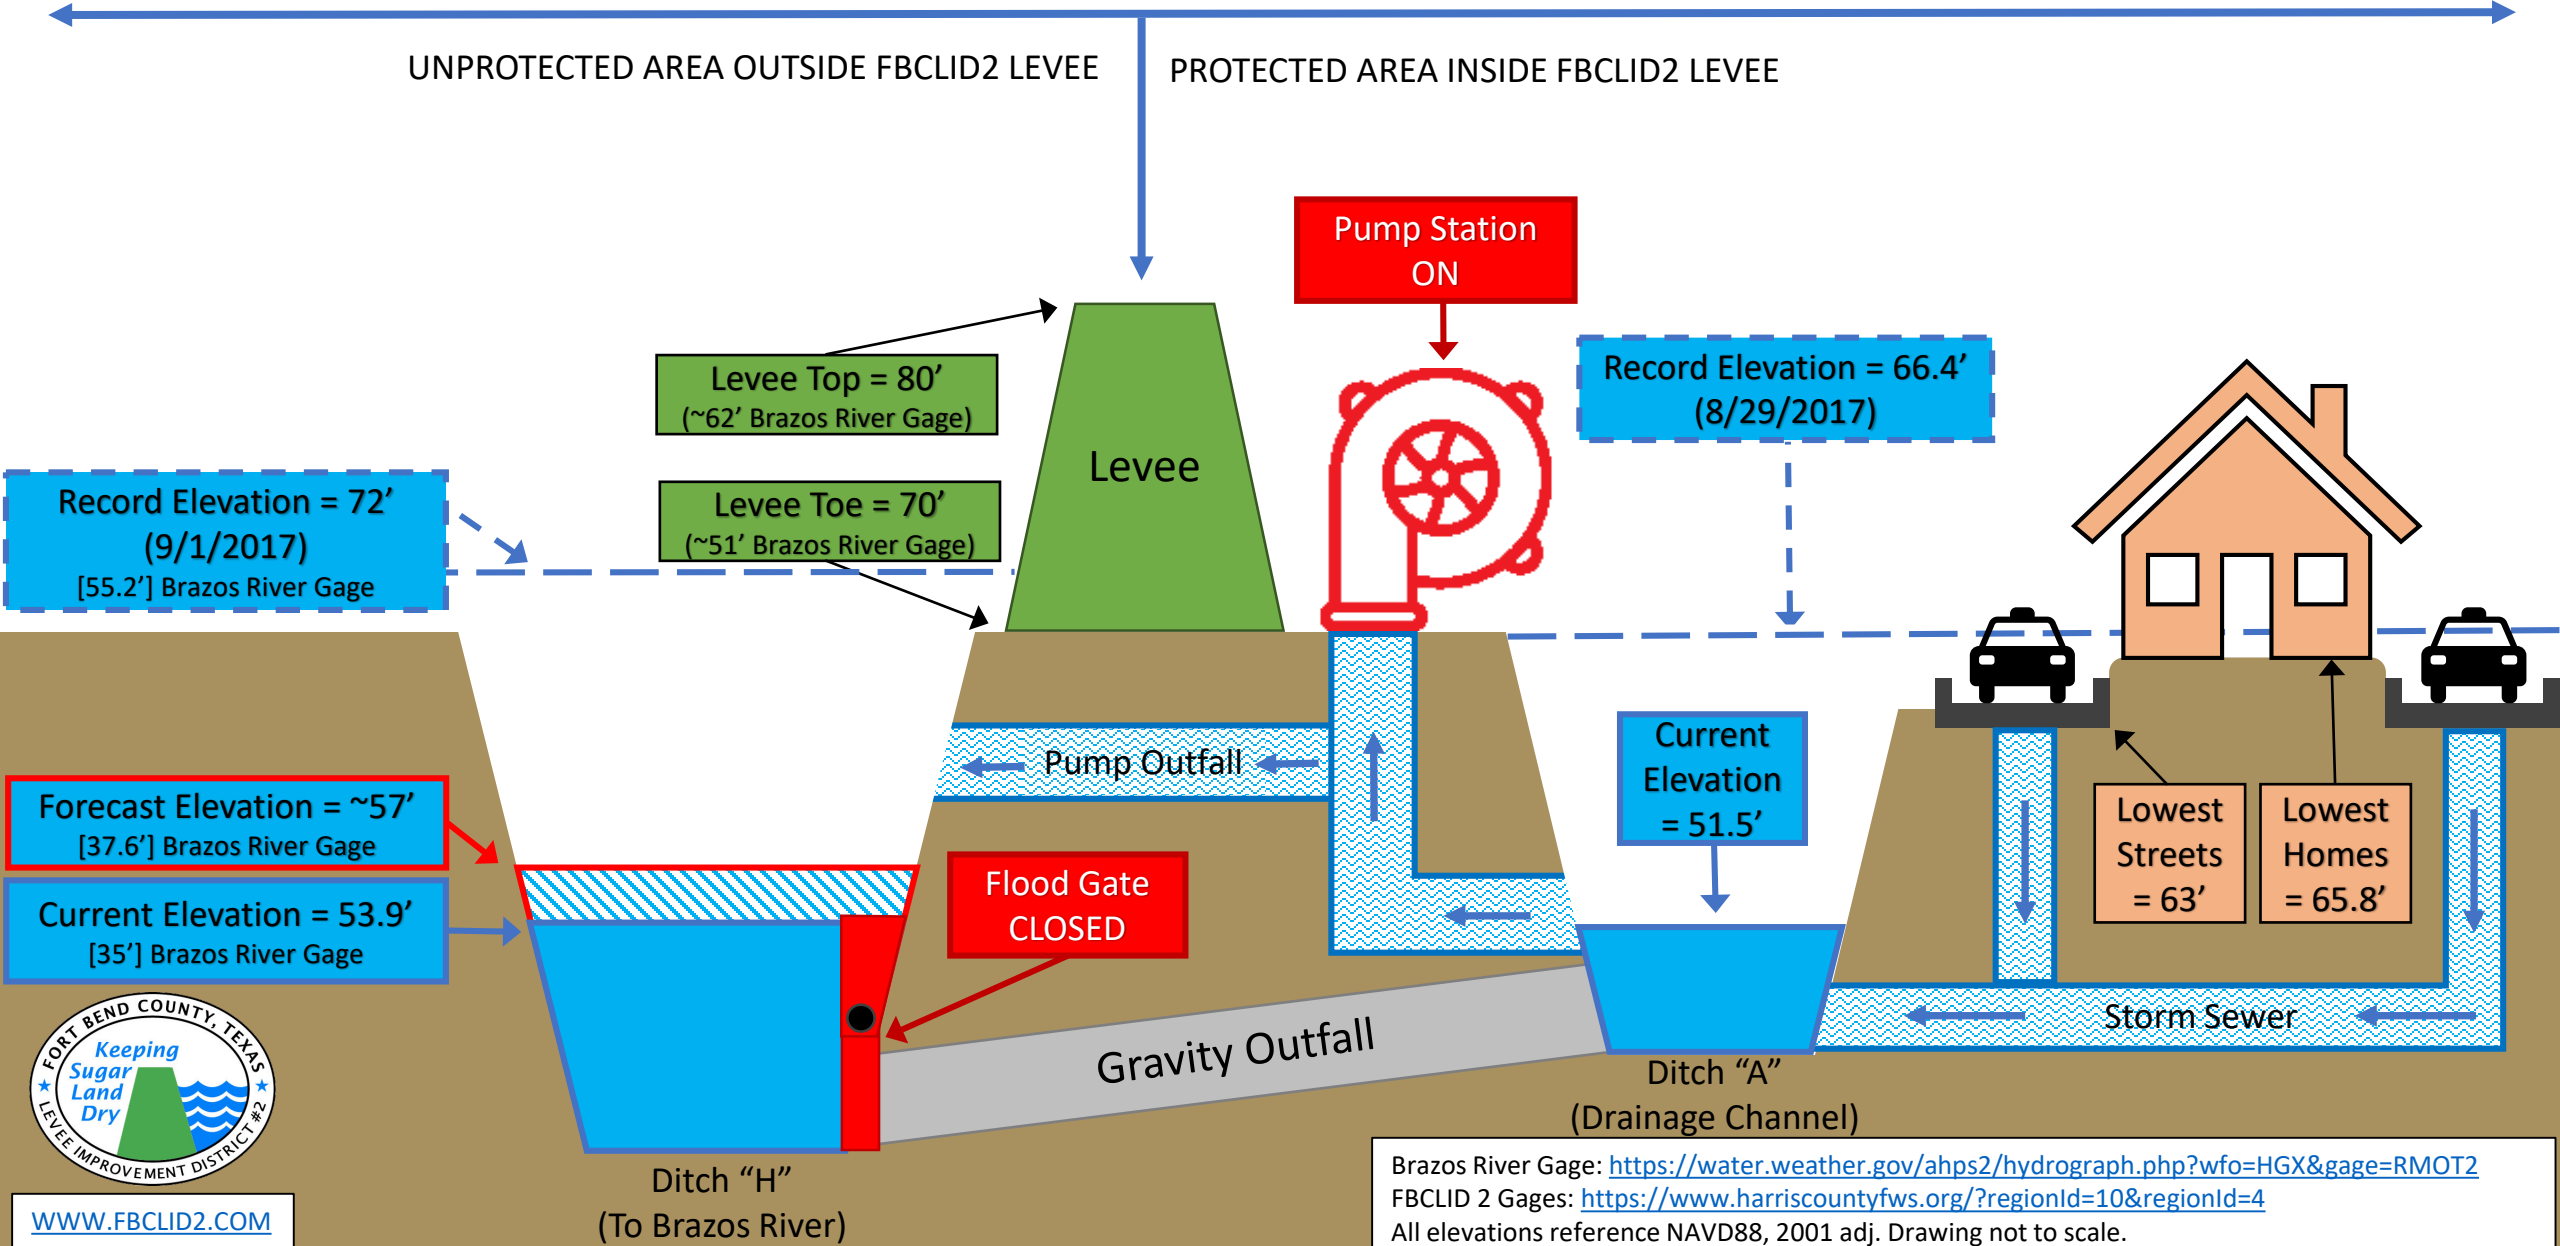 UNPROTECTED AREA OUTSIDE FBCLID2 LEVEE
PROTECTED AREA INSIDE FBCLID2 LEVEE
Pump Station
ON
Levee Top = 80’
(~62’ Brazos River Gage)
Levee
Record Elevation = 66.4’
(8/29/2017)
Record Elevation = 72’
(9/1/2017)
[55.2’] Brazos River Gage
Levee Toe = 70’
(~51’ Brazos River Gage)
Pump Outfall
Current
Elevation
= 51.5’
Forecast Elevation = ~57’
[37.6’] Brazos River Gage
Current Elevation = 53.9’
[35’] Brazos River Gage
Flood Gate
CLOSED
Lowest
Streets
= 63’
Lowest
Homes
= 65.8’
Gravity Outfall
Storm Sewer
Ditch “A”
(Drainage Channel)
FORT BEND COUNTY, TEXAS
Keeping
Sugar
Land
Dry
LEVEE IMPROVEMENT DISTRICT #2
WWW.FBCLID2.COM
Ditch “H”
(To Brazos River)
Brazos River Gage: https://water.weather.gov/ahps2/hydrograph.php?wfo=HGX&gage=RMOT2
FBCLID 2 Gages: https://www.harriscountyfws.org/?regionId=10&regionId=4
All elevations reference NAVD88, 2001 adj. Drawing not to scale.